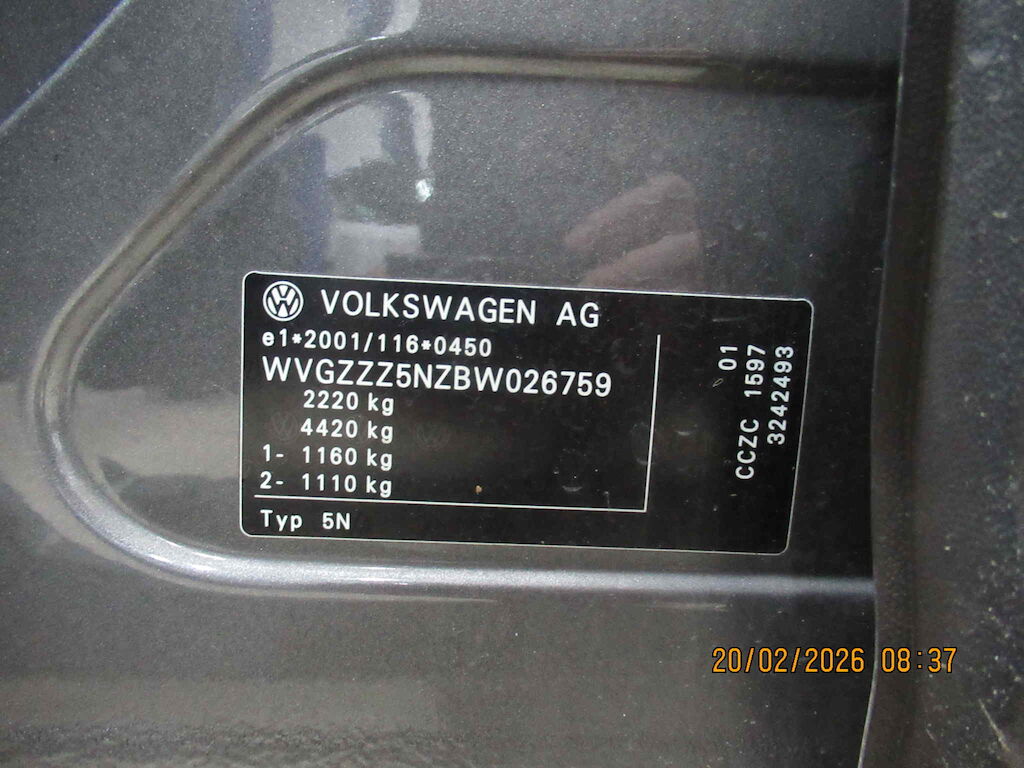 VOLKSWAGEN AG
e1*2001/116*0450
WVGZZZ5NZBW026759
2220 kg
4420 kg
1- 1160 kg
2- 1110 kg
Typ 5N
01
CCZC 1597
3242493
20/02/2026 08:37